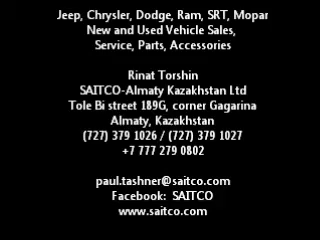 Jeep, Chrysler, Dodge, Ram, SRT, Mopar
New and Used Vehicle Sales,
Service, Parts, Accessories
Rinat Torshin
SAITCO-Almaty Kazakhstan Ltd
Tole Bi street 189G, corner Gagarina
Almaty, Kazakhstan
(727) 379 1026 / (727) 379 1027
+7 777 279 0802
paul.tashner@saitco.com
Facebook: SAITCO
www.saitco.com